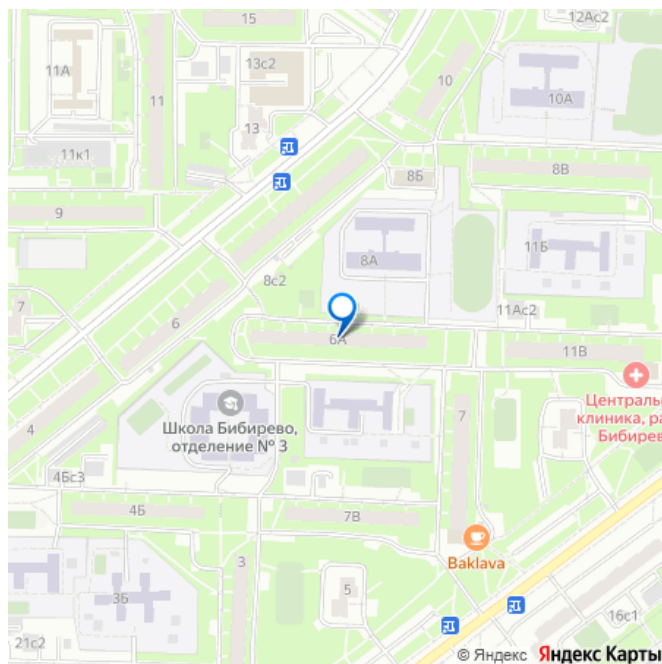 15
12Ас2
13с2
11А
10
11
10А
13
11к1
8В
8Б
9
11Б
8А
8с2
11Ас2
7
6
6А
11В
Централь
клиника, ра
Бибирев
Школа Бибирево,
отделение № 3
7
4
4Бс3
4Б
7В
Baklava
3
5
3Б
16с1
21с2
© Яндекс Яндекс Карты